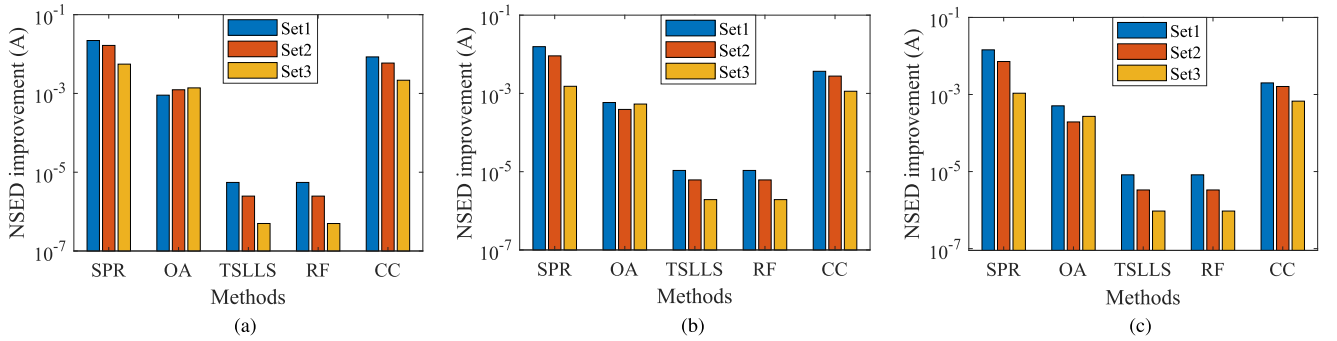 NSED improvement (A)
10-1
10-3
10-5
10-7
Set1
Set2
Set3
SPR OA TSLLS RF CC
Methods
(a)
NSED improvement (A)
10-1
10-3
10-5
10-7
Set1
Set2
Set3
SPR OA TSLLS RF CC
Methods
(b)
NSED improvement (A)
10-1
10-3
10-5
10-7
Set1
Set2
Set3
SPR OA TSLLS RF CC
Methods
(c)